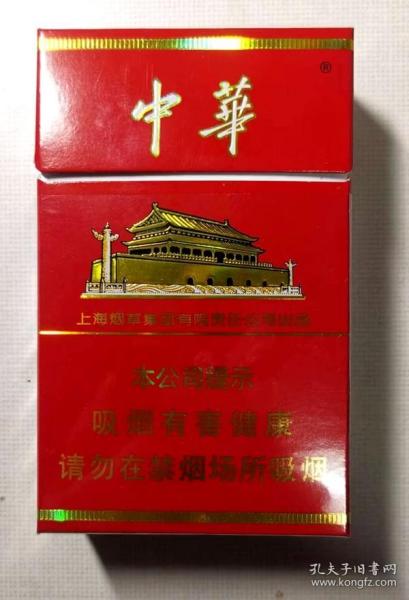 中華
®
上海烟草集团有限责任公司出品
本公司提示
吸烟有害健康
请勿在禁烟场所吸烟
孔夫子旧书网
www.kongfz.com